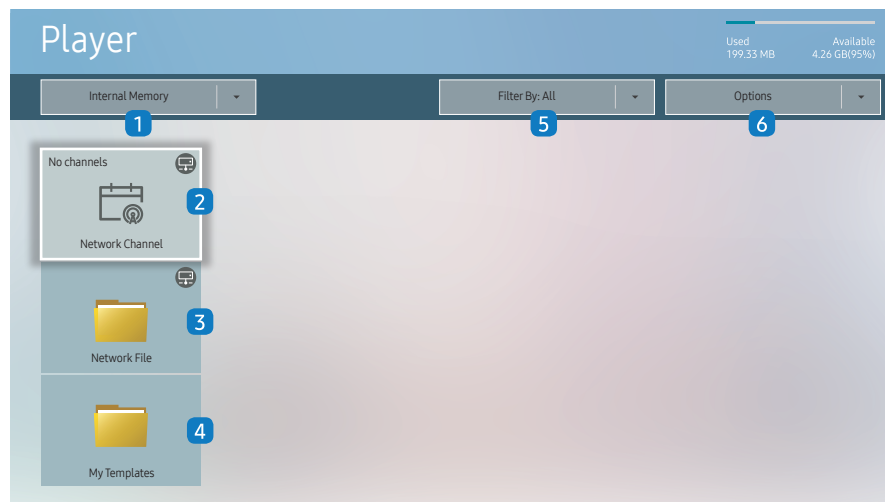 Player
Used Available
199.33 MB 4.26 GB(95%)
Internal Memory
Filter By: All
Options
1
5
6
No channels
2
Network Channel
3
Network File
4
My Templates